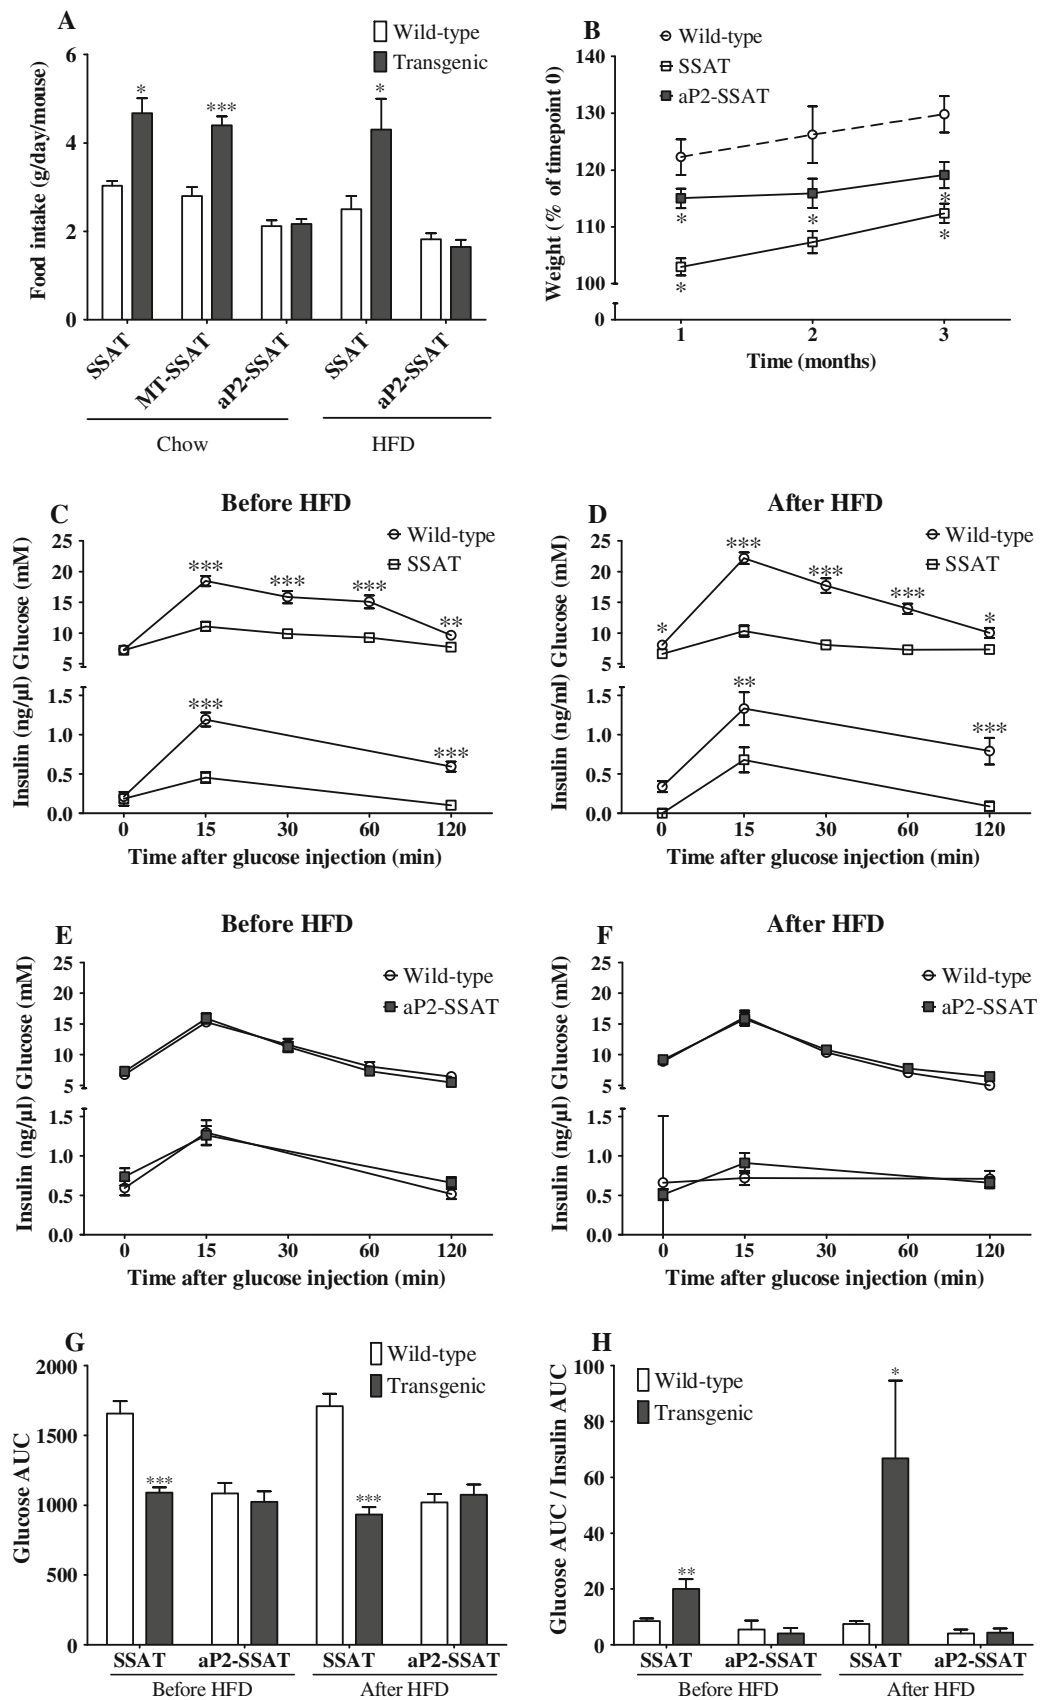 A
Wild-type
Transgenic
Food intake (g/day/mouse)
6
4
2
0
*
***
*
SSAT
MT-SSAT
aP2-SSAT
SSAT
aP2-SSAT
Chow
HFD
B
Wild-type
SSAT
aP2-SSAT
Weight (% of timepoint 0)
140
130
120
110
100
0
*
*
*
*
*
1
2
3
Time (months)
C
Before HFD
Wild-type
SSAT
Insulin (ng/µl) Glucose (mM)
25
20
15
10
5
***
***
***
**
1.5
1.0
0.5
0.0
***
***
0
15
30
60
120
Time after glucose injection (min)
D
After HFD
Wild-type
SSAT
Insulin (ng/ml) Glucose (mM)
25
20
15
10
5
*
***
***
***
*
1.5
1.0
0.5
0.0
**
***
0
15
30
60
120
Time after glucose injection (min)
E
Before HFD
Wild-type
aP2-SSAT
Insulin (ng/µl) Glucose (mM)
25
20
15
10
5
1.5
1.0
0.5
0.0
0
15
30
60
120
Time after glucose injection (min)
F
After HFD
Wild-type
aP2-SSAT
Insulin (ng/µl) Glucose (mM)
25
20
15
10
5
1.5
1.0
0.5
0.0
0
15
30
60
120
Time after glucose injection (min)
G
Wild-type
Transgenic
Glucose AUC
2000
1500
1000
500
0
***
***
SSAT
aP2-SSAT
SSAT
aP2-SSAT
Before HFD
After HFD
H
Wild-type
Transgenic
Glucose AUC / Insulin AUC
100
80
60
40
20
0
**
*
SSAT
aP2-SSAT
SSAT
aP2-SSAT
Before HFD
After HFD